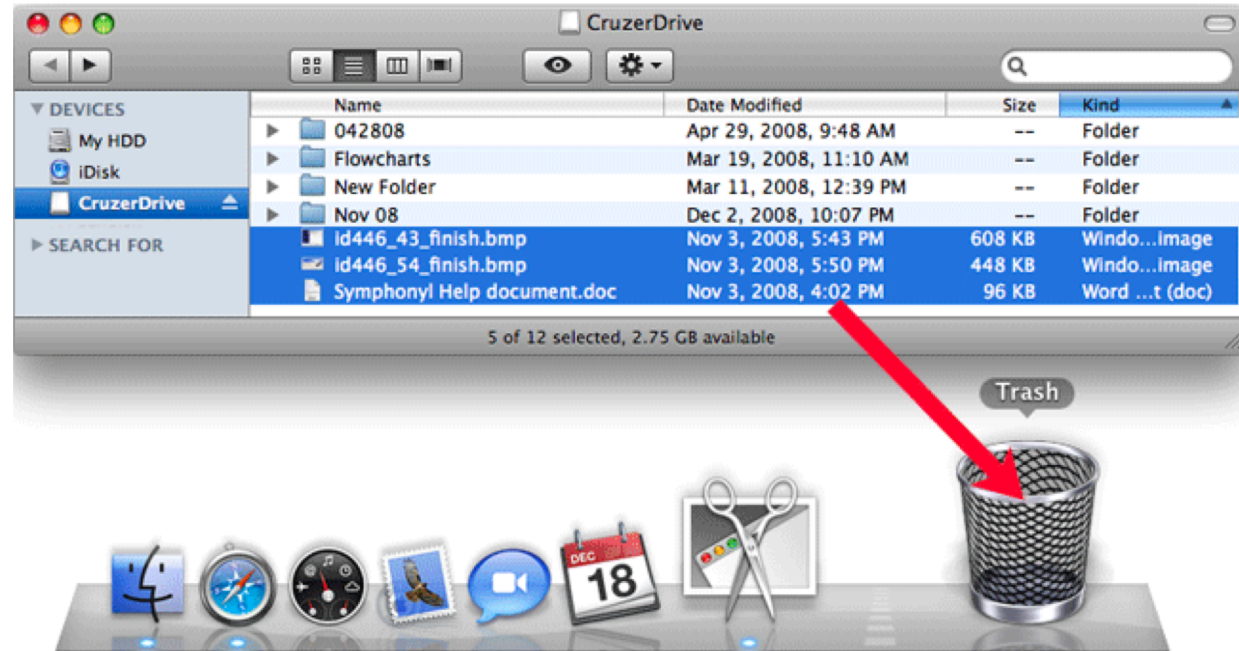 CruzerDrive
DEVICES
My HDD
iDisk
CruzerDrive
SEARCH FOR
Name Date Modified Size Kind
042808 Apr 29, 2008, 9:48 AM -- Folder
Flowcharts Mar 19, 2008, 11:10 AM -- Folder
New Folder Mar 11, 2008, 12:39 PM -- Folder
Nov 08 Dec 2, 2008, 10:07 PM -- Folder
id446_43_finish.bmp Nov 3, 2008, 5:43 PM 608 KB Windo...image
id446_54_finish.bmp Nov 3, 2008, 5:50 PM 448 KB Windo...image
Symphonyl Help document.doc Nov 3, 2008, 4:02 PM 96 KB Word ...t (doc)
5 of 12 selected, 2.75 GB available
Trash
DEC
18